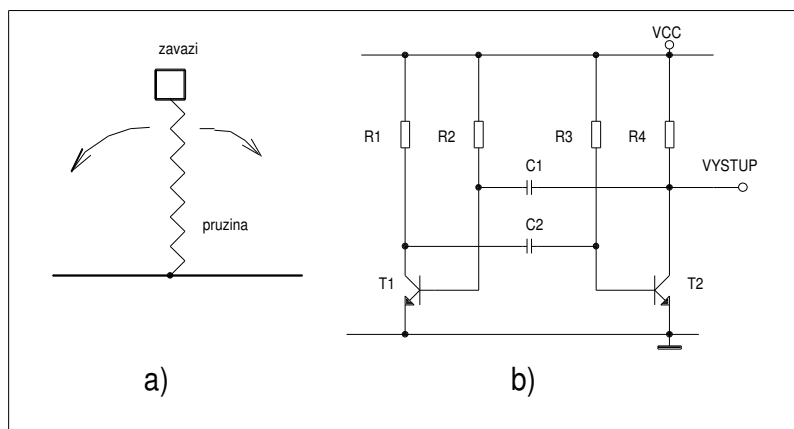 zavazi
pruzina
a)
VCC
R1
R2
R3
R4
C1
VYSTUP
C2
T1
T2
b)